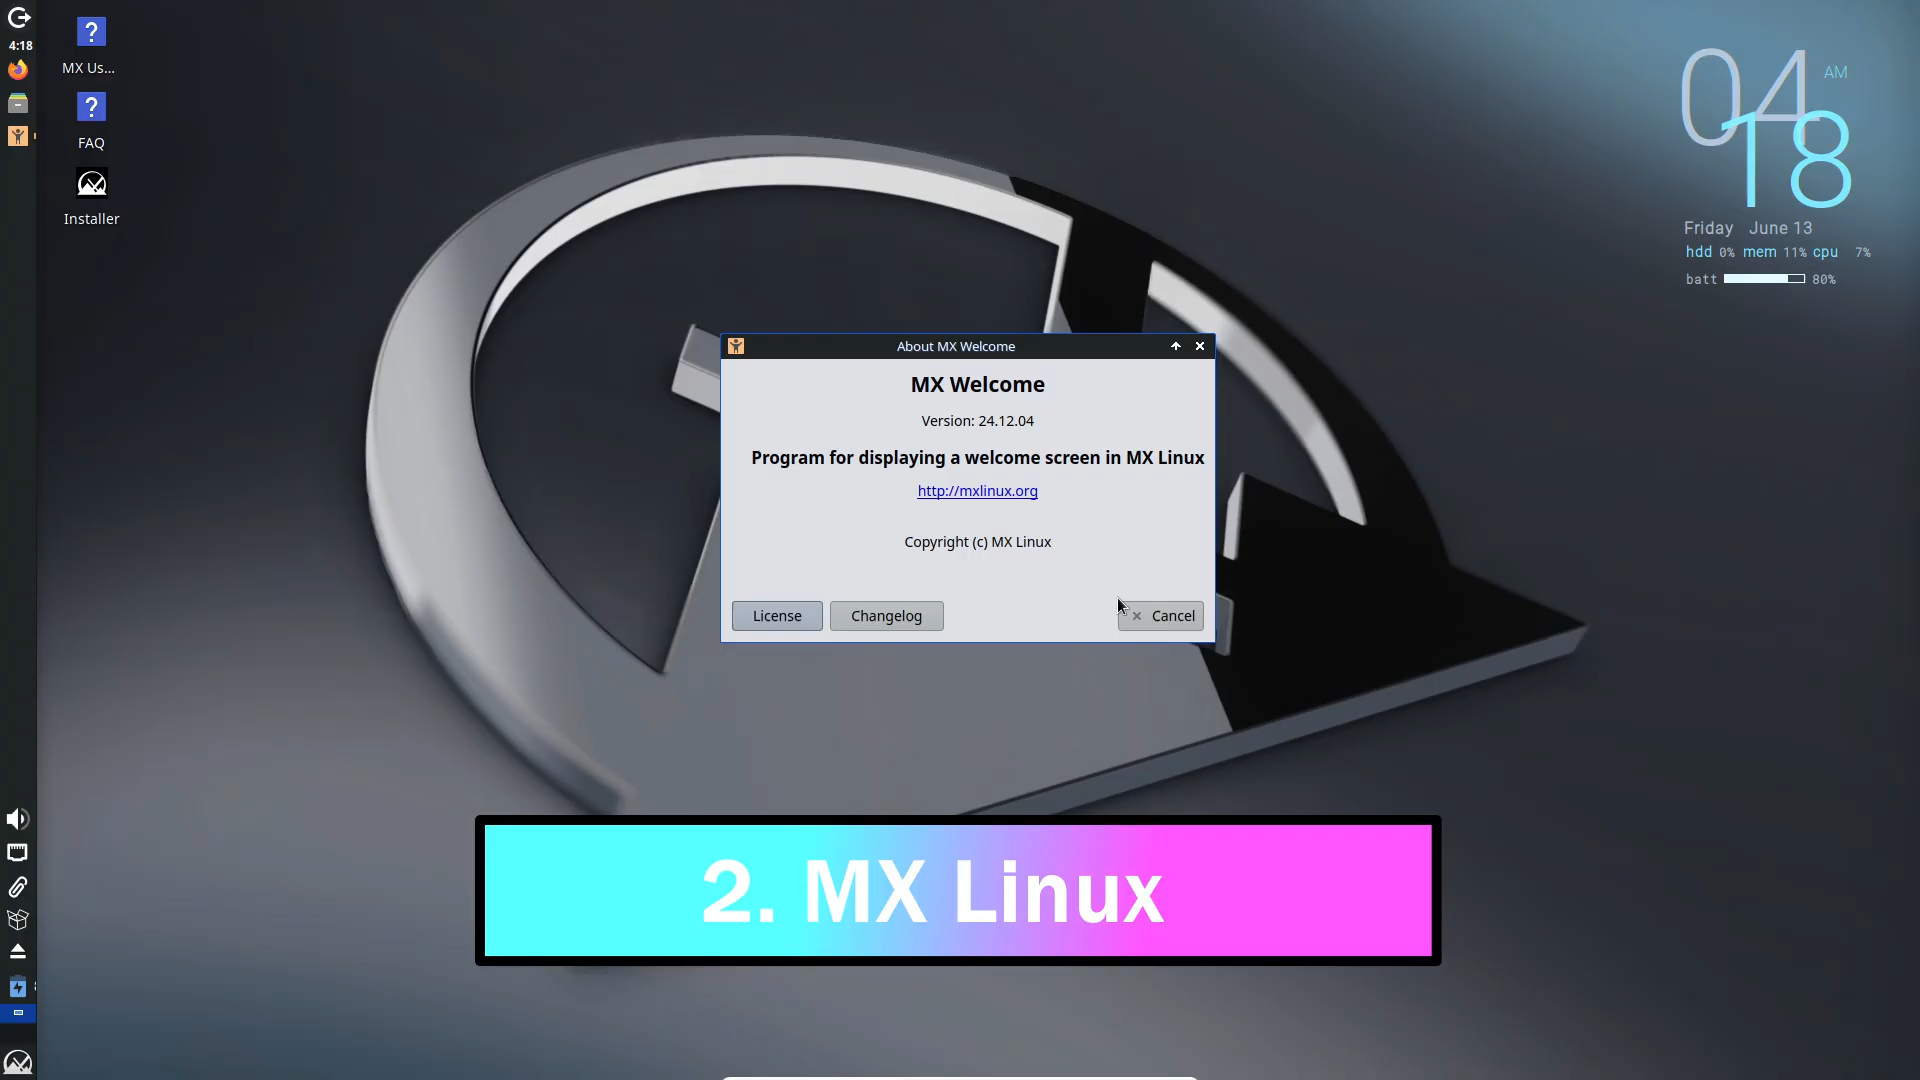 4:18
MX Us...
FAQ
Installer
04 AM
18
Friday June 13
hdd 0% mem 11% cpu 7%
batt 80%
About MX Welcome
MX Welcome
Version: 24.12.04
Program for displaying a welcome screen in MX Linux
http://mxlinux.org
Copyright (c) MX Linux
License
Changelog
Cancel
2. MX Linux